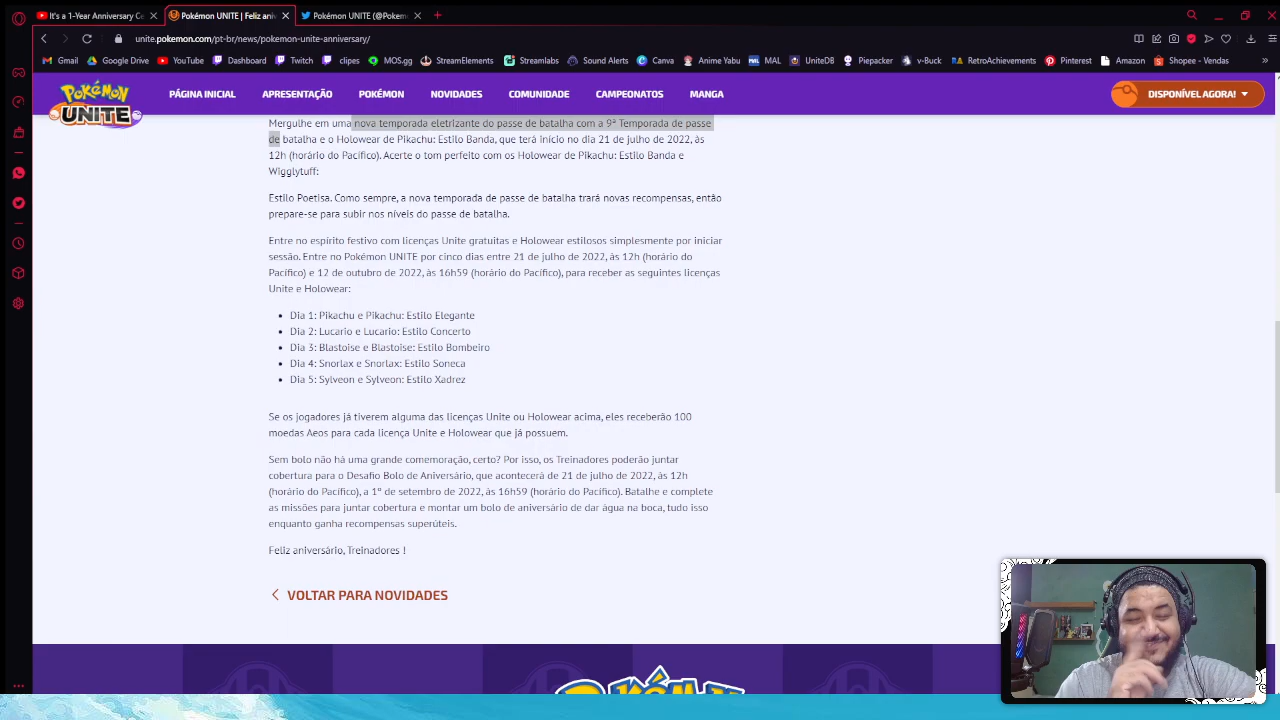 It's a 1-Year Anniversary Ce
Pokémon UNITE | Feliz ani
Pokémon UNITE (@Pokem
unite.pokemon.com/pt-br/news/pokemon-unite-anniversary/
Gmail
Google Drive
YouTube
Dashboard
Twitch
clipes
MOS.gg
StreamElements
Streamlabs
Sound Alerts
Canva
Anime Yabu
MAL
UniteDB
Piepacker
v-Buck
RetroAchievements
Pinterest
Amazon
Shopee - Vendas
Pokémon
UNITE
PÁGINA INICIAL
APRESENTAÇÃO
POKÉMON
NOVIDADES
COMUNIDADE
CAMPEONATOS
MANGA
DISPONÍVEL AGORA!
Mergulhe em uma nova temporada eletrizante do passe de batalha com a 9ª Temporada de passe
de batalha e o Holowear de Pikachu: Estilo Banda, que terá início no dia 21 de julho de 2022, às
12h (horário do Pacífico). Acerte o tom perfeito com os Holowear de Pikachu: Estilo Banda e
Wigglytuff:
Estilo Poetisa. Como sempre, a nova temporada de passe de batalha trará novas recompensas, então
prepare-se para subir nos níveis do passe de batalha.
Entre no espírito festivo com licenças Unite gratuitas e Holowear estilosos simplesmente por iniciar
sessão. Entre no Pokémon UNITE por cinco dias entre 21 de julho de 2022, às 12h (horário do
Pacífico) e 12 de outubro de 2022, às 16h59 (horário do Pacífico), para receber as seguintes licenças
Unite e Holowear:
• Dia 1: Pikachu e Pikachu: Estilo Elegante
• Dia 2: Lucario e Lucario: Estilo Concerto
• Dia 3: Blastoise e Blastoise: Estilo Bombeiro
• Dia 4: Snorlax e Snorlax: Estilo Soneca
• Dia 5: Sylveon e Sylveon: Estilo Xadrez
Se os jogadores já tiverem alguma das licenças Unite ou Holowear acima, eles receberão 100
moedas Aeos para cada licença Unite e Holowear que já possuem.
Sem bolo não há uma grande comemoração, certo? Por isso, os Treinadores poderão juntar
cobertura para o Desafio Bolo de Aniversário, que acontecerá de 21 de julho de 2022, às 12h
(horário do Pacífico), a 1º de setembro de 2022, às 16h59 (horário do Pacífico). Batalhe e complete
as missões para juntar cobertura e montar um bolo de aniversário de dar água na boca, tudo isso
enquanto ganha recompensas superúteis.
Feliz aniversário, Treinadores !
VOLTAR PARA NOVIDADES
Pokémon